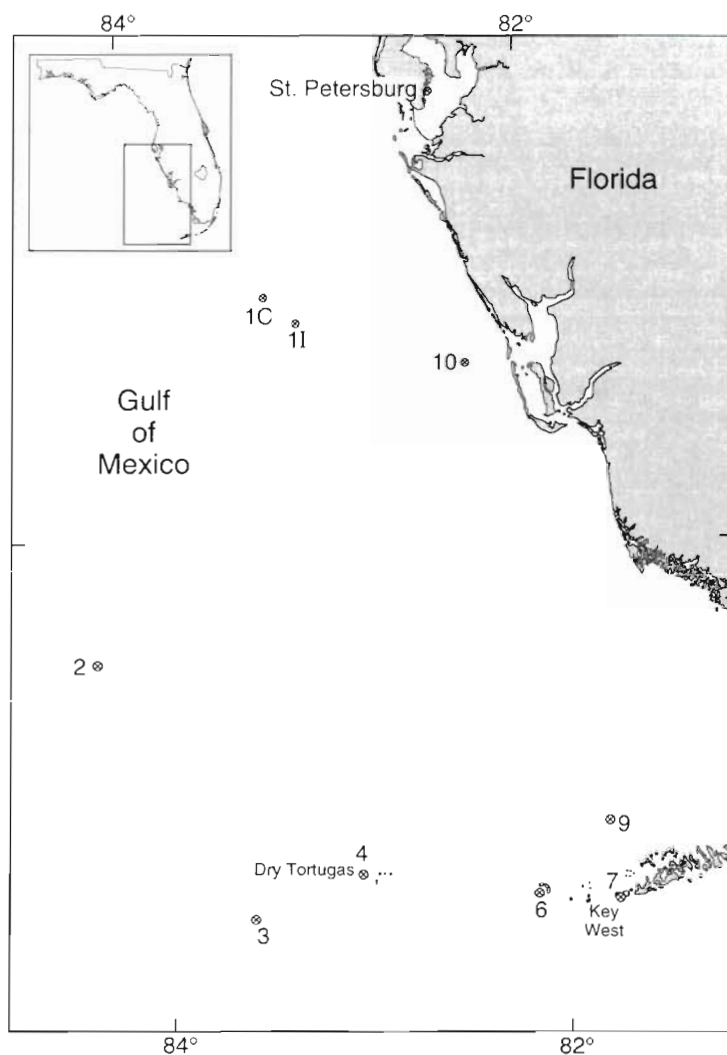 84° 82°
St. Petersburg
Florida
1C
1I
10
Gulf
of
Mexico
2
9
4
Dry Tortugas
7
6
Key
West
3
84° 82°